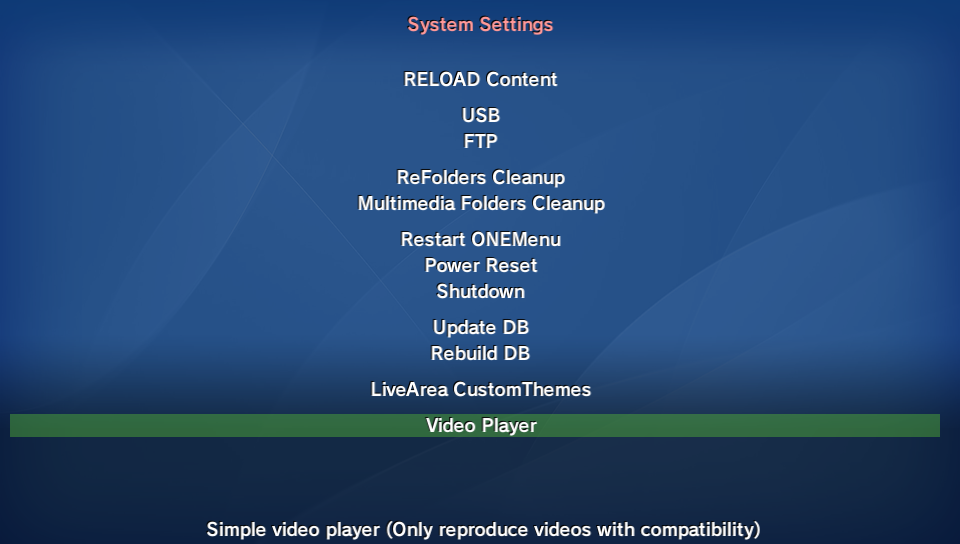 System Settings
RELOAD Content
USB
FTP
ReFolders Cleanup
Multimedia Folders Cleanup
Restart ONEMenu
Power Reset
Shutdown
Update DB
Rebuild DB
LiveArea CustomThemes
Video Player
Simple video player (Only reproduce videos with compatibility)